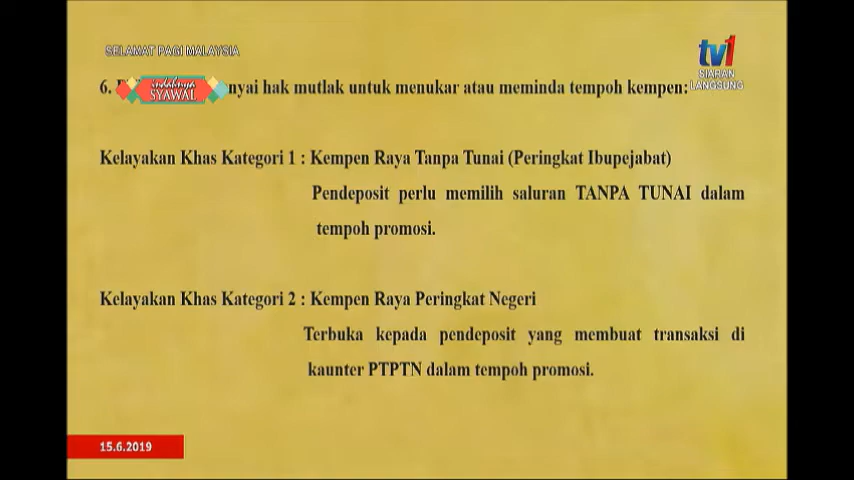 SELAMAT PAGI MALAYSIA
tv1
SIARAN
LANGSUNG
indahnya
SYAWAL
6. nyai hak mutlak untuk menukar atau meminda tempoh kempen:
Kelayakan Khas Kategori 1 : Kempen Raya Tanpa Tunai (Peringkat Ibupejabat)
Pendeposit perlu memilih saluran TANPA TUNAI dalam
tempoh promosi.
Kelayakan Khas Kategori 2 : Kempen Raya Peringkat Negeri
Terbuka kepada pendeposit yang membuat transaksi di
kaunter PTPTN dalam tempoh promosi.
15.6.2019